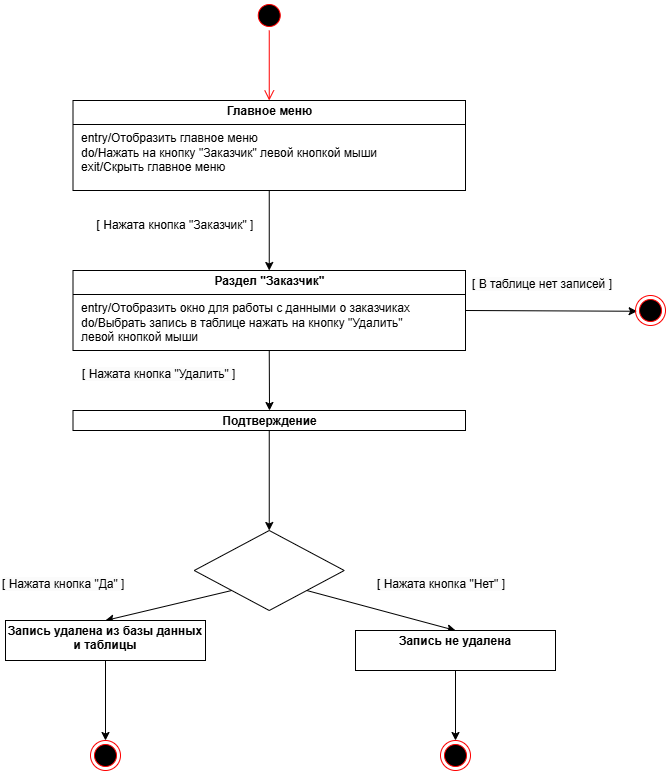 Главное меню
entry/Отобразить главное меню
do/Нажать на кнопку "Заказчик" левой кнопкой мыши
exit/Скрыть главное меню
[ Нажата кнопка "Заказчик" ]
Раздел "Заказчик"
[ В таблице нет записей ]
entry/Отобразить окно для работы с данными о заказчиках
do/Выбрать запись в таблице нажать на кнопку "Удалить"
левой кнопкой мыши
[ Нажата кнопка "Удалить" ]
Подтверждение
[ Нажата кнопка "Да" ]
[ Нажата кнопка "Нет" ]
Запись удалена из базы данных
и таблицы
Запись не удалена